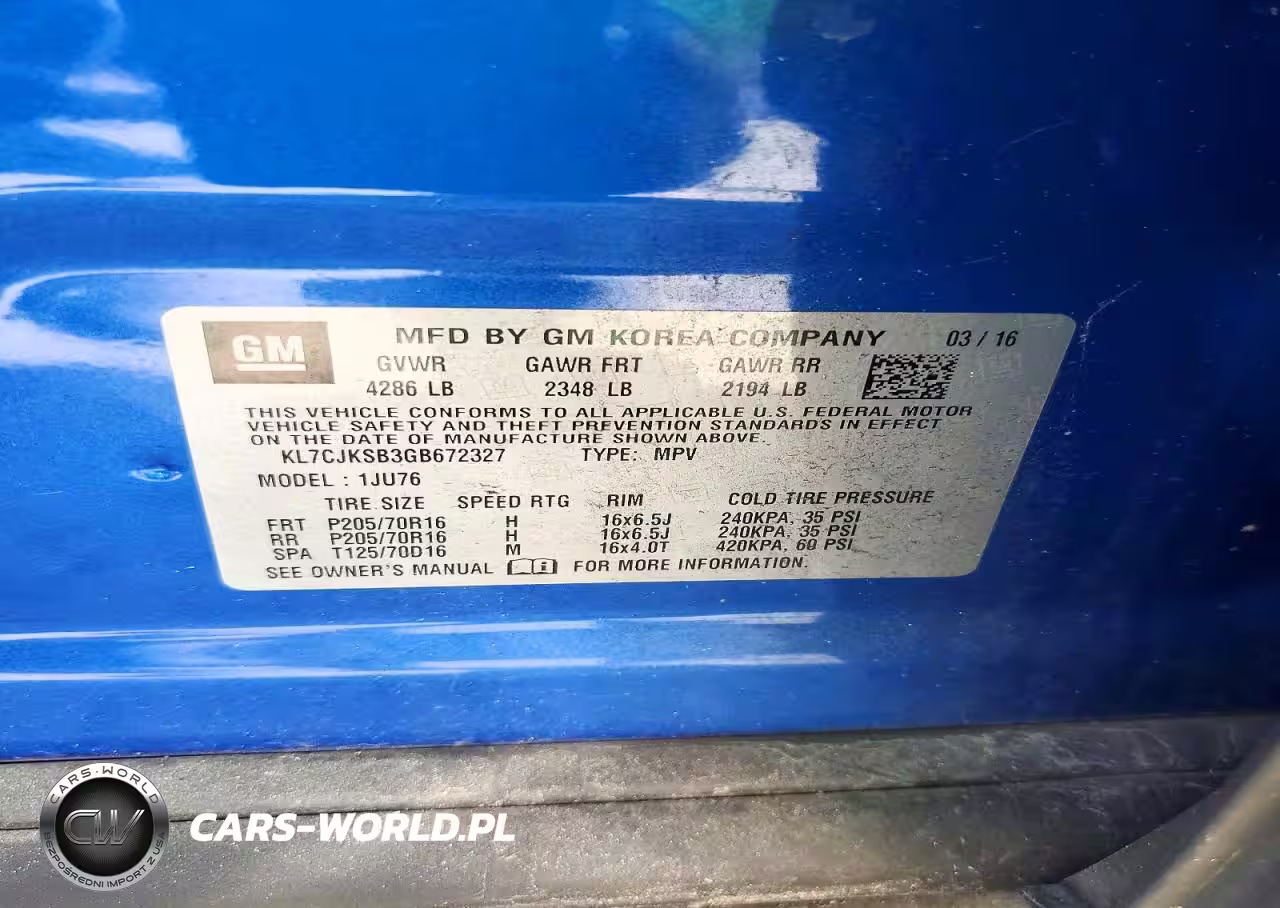 GM
MFD BY GM KOREA COMPANY 03 / 16
GVWR GAWR FRT GAWR RR
4286 LB 2348 LB 2194 LB
THIS VEHICLE CONFORMS TO ALL APPLICABLE U.S. FEDERAL MOTOR
VEHICLE SAFETY AND THEFT PREVENTION STANDARDS IN EFFECT
ON THE DATE OF MANUFACTURE SHOWN ABOVE.
KL7CJKSB3GB672327 TYPE: MPV
MODEL : 1JU76
TIRE SIZE SPEED RTG RIM COLD TIRE PRESSURE
FRT P205/70R16 H 16x6.5J 240KPA, 35 PSI
RR P205/70R16 H 16x6.5J 240KPA, 35 PSI
SPA T125/70D16 M 16x4.0T 420KPA, 60 PSI
SEE OWNER'S MANUAL FOR MORE INFORMATION.
CARS-WORLD
CW
BEZPOŚREDNI IMPORT Z USA
CARS-WORLD.PL